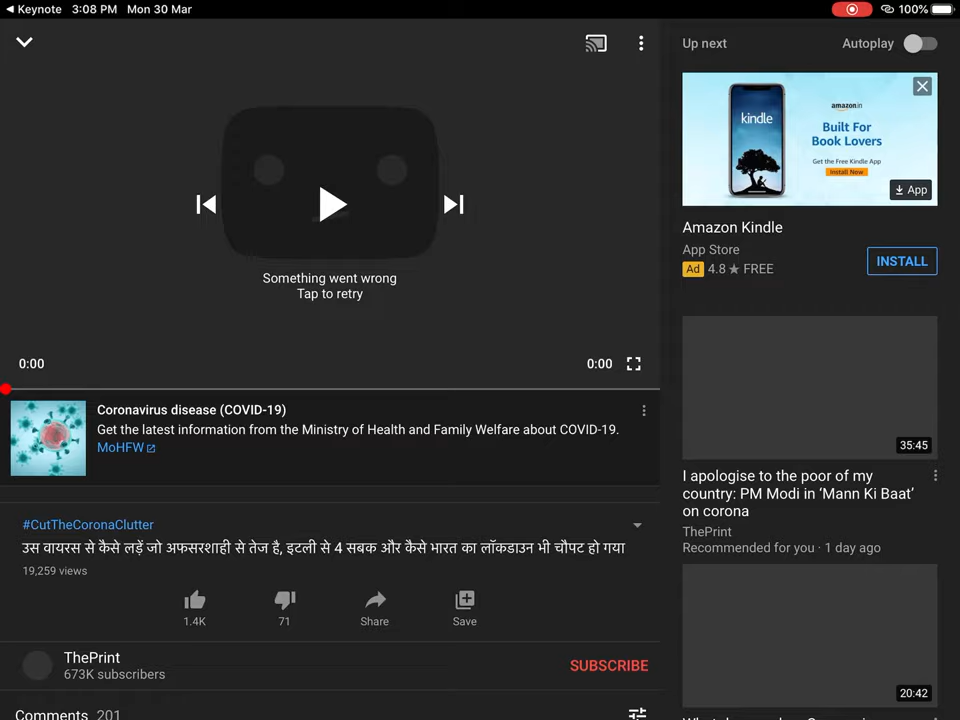 Keynote 3:08 PM Mon 30 Mar 100%
Up next Autoplay
kindle
amazon.in
Built For
Book Lovers
Get the Free Kindle App
Install Now
App
Something went wrong
Tap to retry
Amazon Kindle
App Store
Ad 4.8 ★ FREE
INSTALL
0:00 0:00
Coronavirus disease (COVID-19)
Get the latest information from the Ministry of Health and Family Welfare about COVID-19.
MoHFW
35:45
I apologise to the poor of my
country: PM Modi in ‘Mann Ki Baat’
on corona
ThePrint
Recommended for you · 1 day ago
#CutTheCoronaClutter
उस वायरस से कैसे लड़ें जो अफसरशाही से तेज है, इटली से 4 सबक और कैसे भारत का लॉकडाउन भी चौपट हो गया
19,259 views
1.4K 71 Share Save
ThePrint
673K subscribers
SUBSCRIBE
20:42
Comments 201